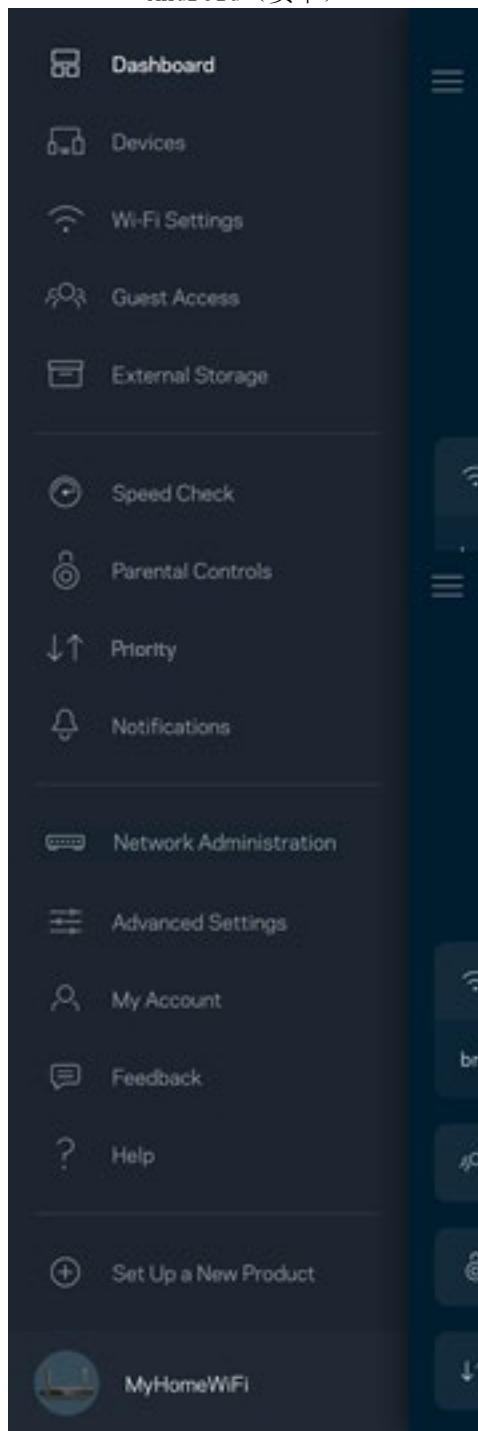 Dashboard
Devices
Wi-Fi Settings
Guest Access
External Storage
Speed Check
Parental Controls
Priority
Notifications
Network Administration
Advanced Settings
My Account
br
Feedback
Help
Set Up a New Product
MyHomeWiFi